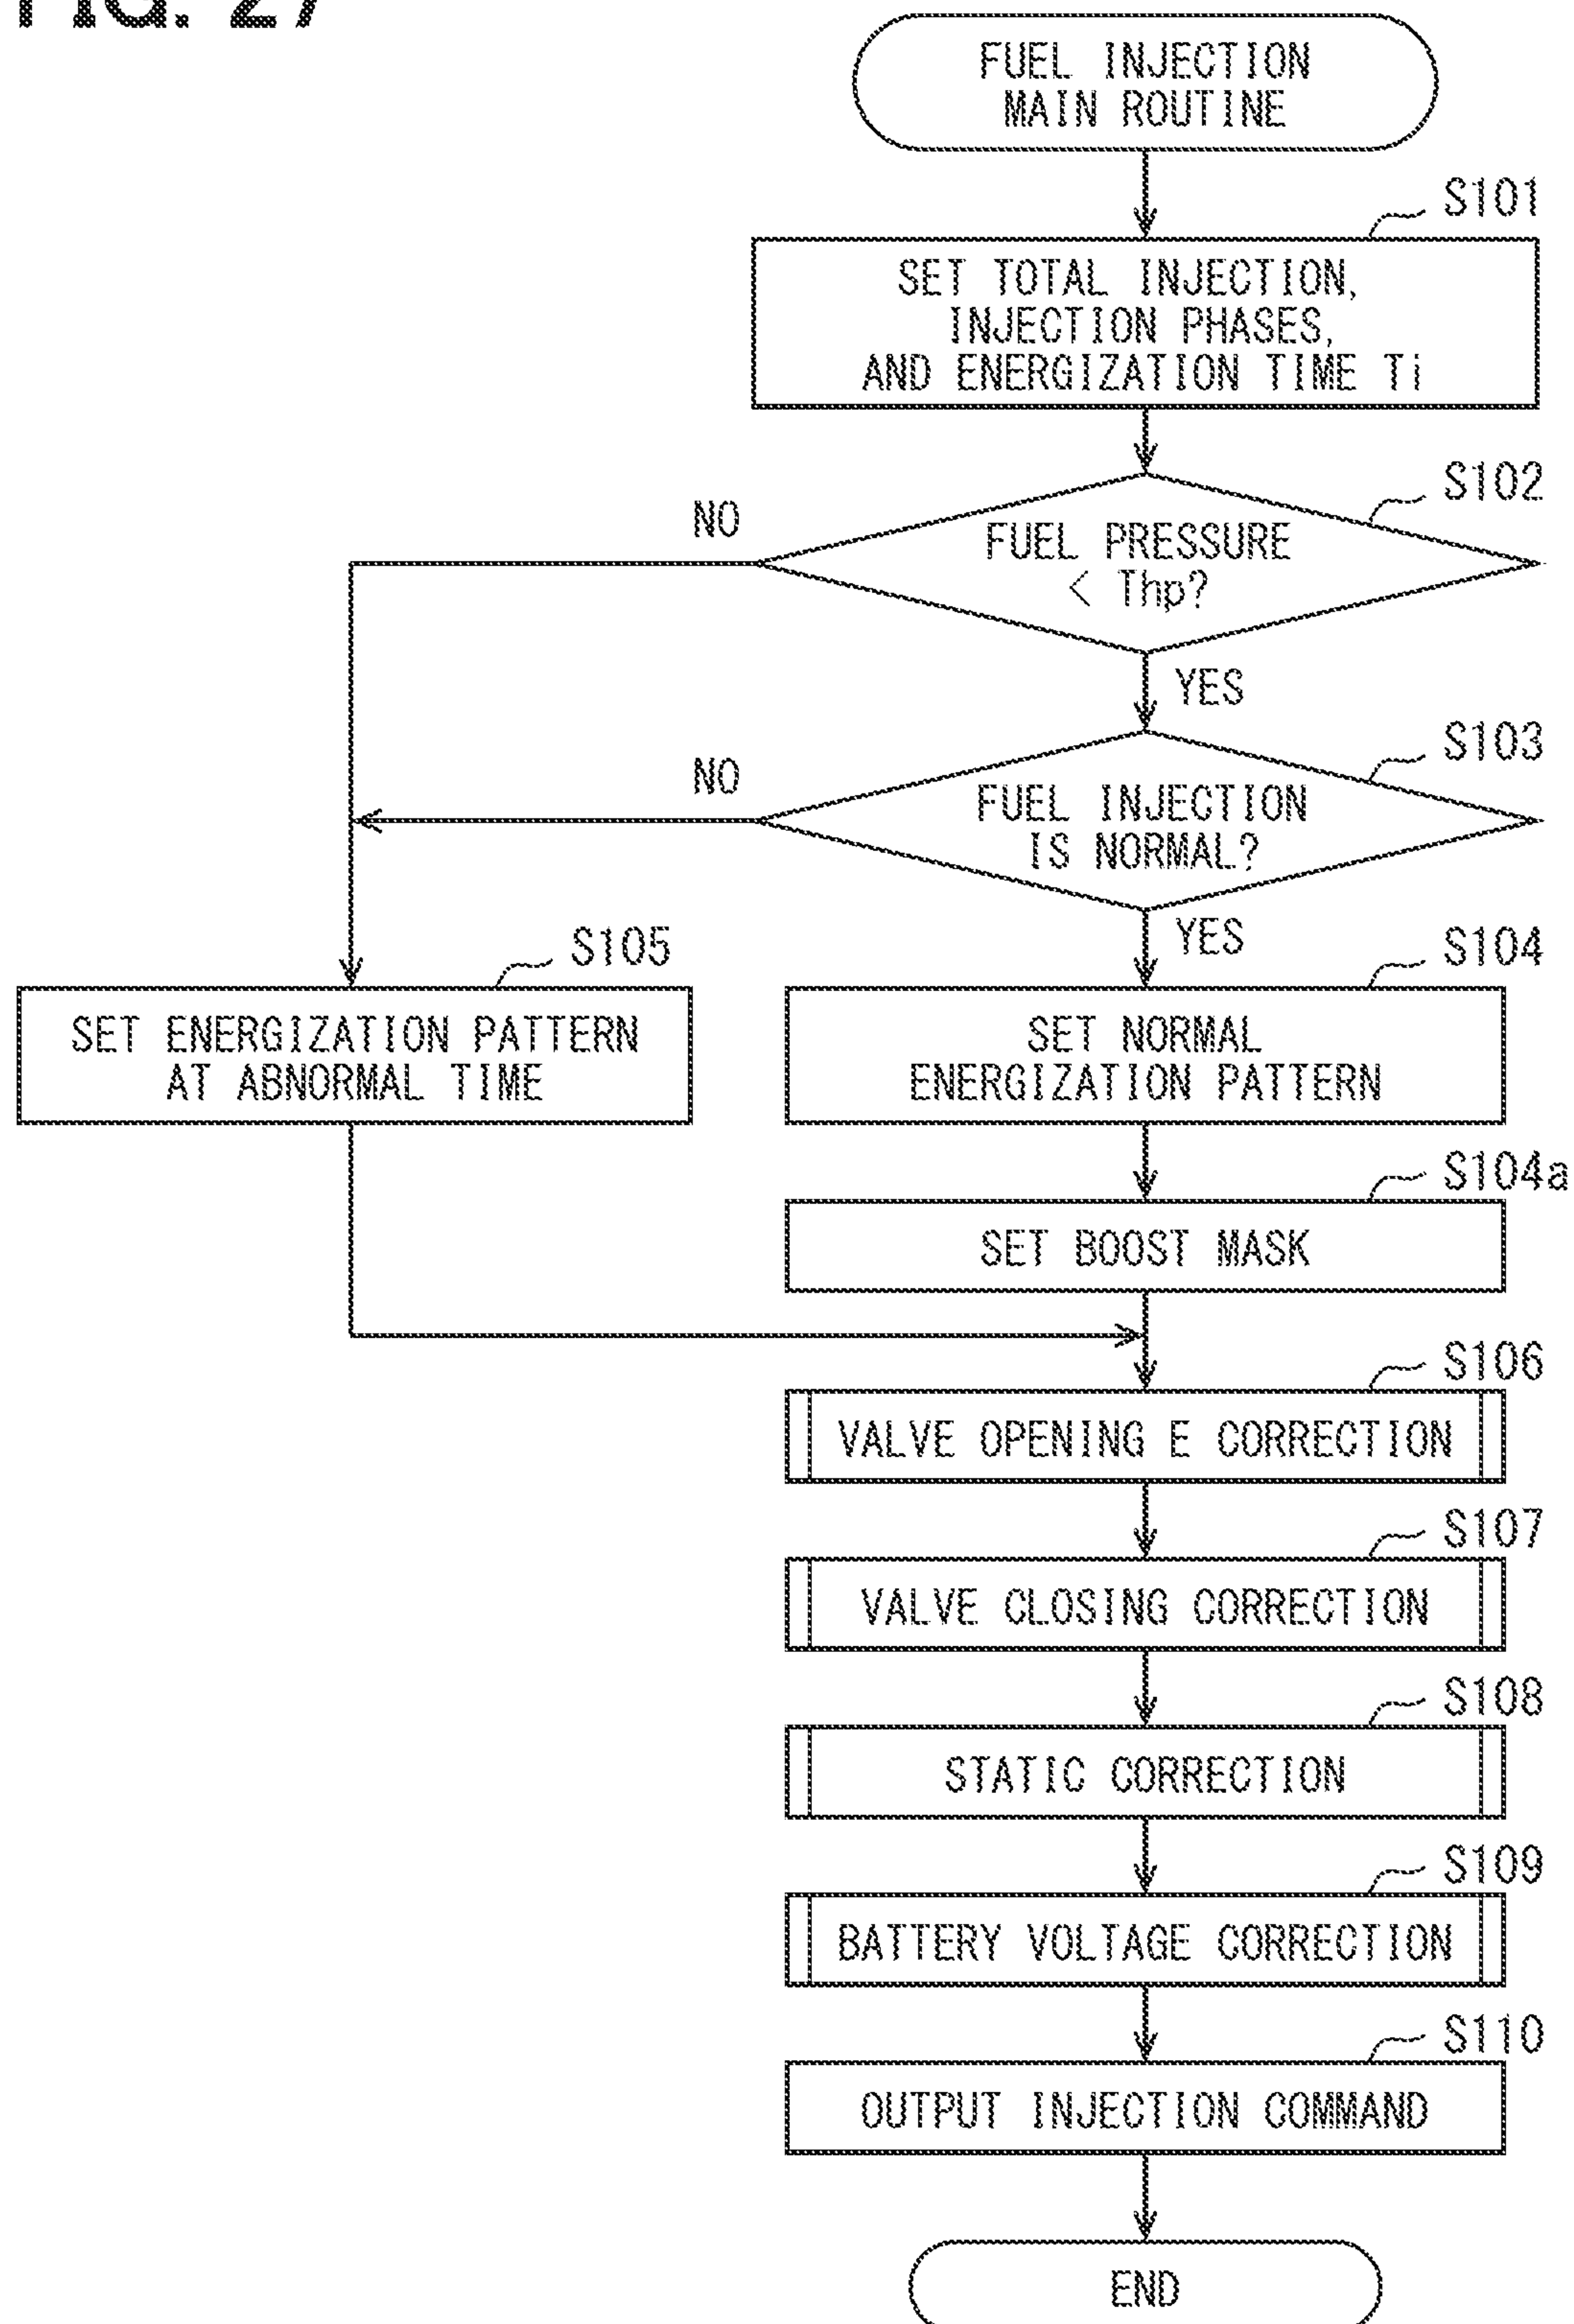 FIG. 27
FUEL INJECTION
MAIN ROUTINE
S101
SET TOTAL INJECTION,
INJECTION PHASES,
AND ENERGIZATION TIME Ti
S102
NO
FUEL PRESSURE
< Thp?
YES
S103
NO
FUEL INJECTION
IS NORMAL?
YES
S105
S104
SET ENERGIZATION PATTERN
AT ABNORMAL TIME
SET NORMAL
ENERGIZATION PATTERN
S104a
SET BOOST MASK
S106
VALVE OPENING E CORRECTION
S107
VALVE CLOSING CORRECTION
S108
STATIC CORRECTION
S109
BATTERY VOLTAGE CORRECTION
S110
OUTPUT INJECTION COMMAND
END